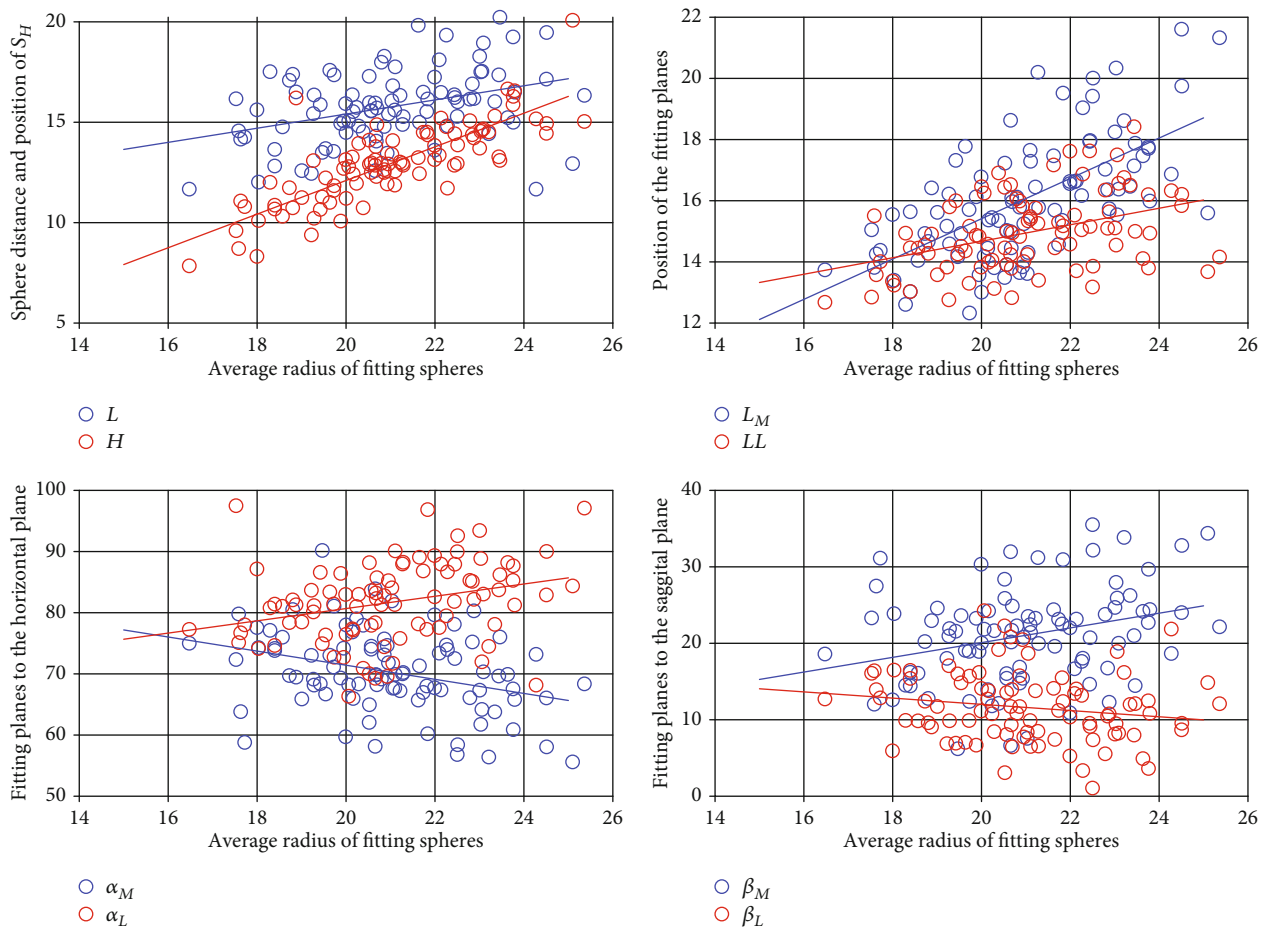 Sphere distance and position of S_H
20
15
10
5
14 16 18 20 22 24 26
Average radius of fitting spheres
L
H
Position of the fitting planes
22
20
18
16
14
12
14 16 18 20 22 24 26
Average radius of fitting spheres
L_M
LL
Fitting planes to the horizontal plane
100
90
80
70
60
50
14 16 18 20 22 24 26
Average radius of fitting spheres
α_M
α_L
Fitting planes to the saggital plane
40
30
20
10
0
14 16 18 20 22 24 26
Average radius of fitting spheres
β_M
β_L